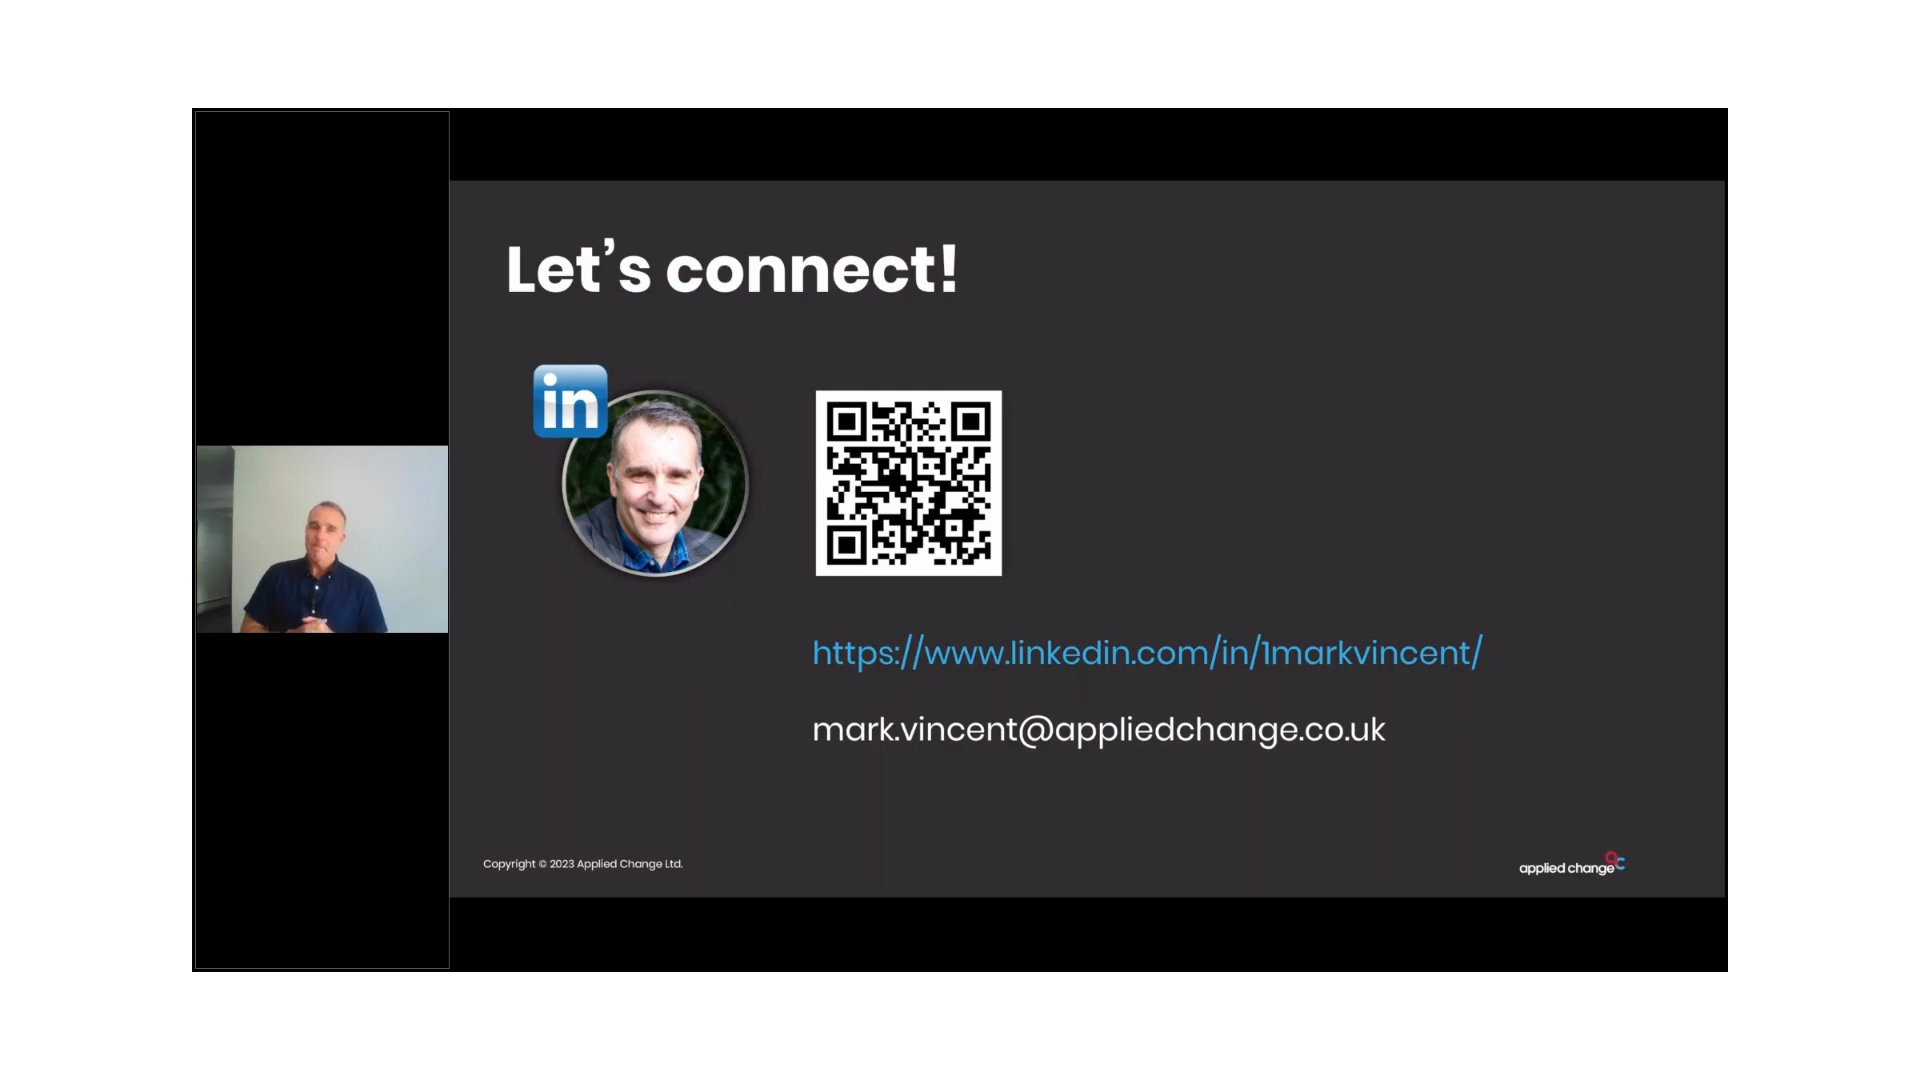 Let's connect!
in
https://www.linkedin.com/in/1markvincent/
mark.vincent@appliedchange.co.uk
Copyright © 2023 Applied Change Ltd.
applied change